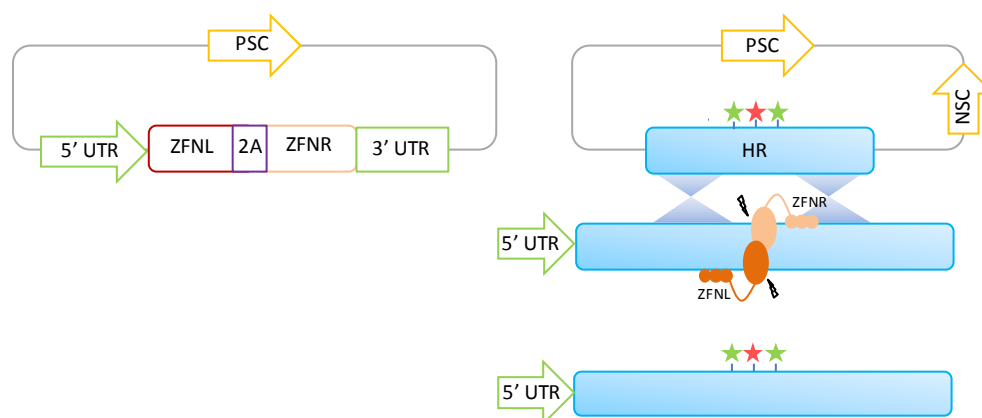 PSC
5' UTR
ZFNL
2A
ZFNR
3' UTR
PSC
NSC
HR
ZFNR
5' UTR
ZFNL
5' UTR